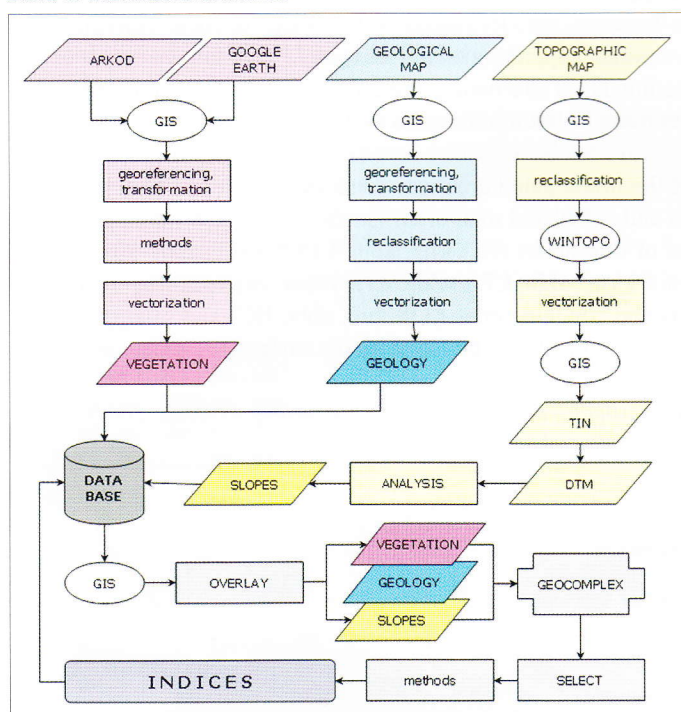 ARKOD
GOOGLE
EARTH
GEOLOGICAL
MAP
TOPOGRAPHIC
MAP
GIS
GIS
GIS
georeferencing,
transformation
georeferencing,
transformation
reclassification
methods
reclassification
WINTOPO
vectorization
vectorization
vectorization
VEGETATION
GEOLOGY
GIS
TIN
DATA
BASE
SLOPES
ANALYSIS
DTM
GIS
OVERLAY
VEGETATION
GEOLOGY
SLOPES
GEOCOMPLEX
INDICES
methods
SELECT